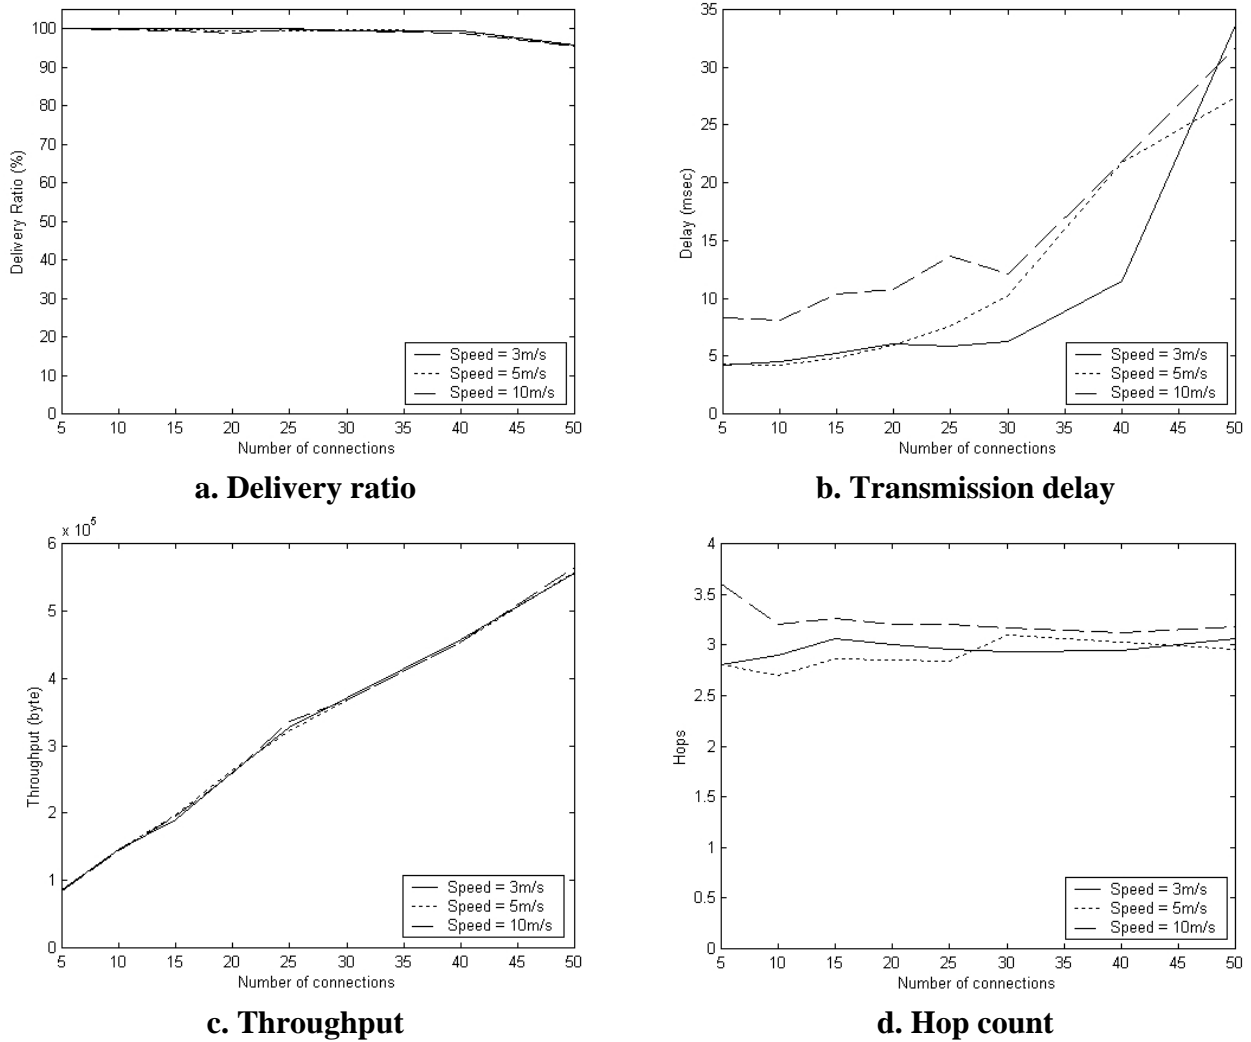 100
90
80
70
60
50
40
30
20
10
0
Delivery Ratio (%)
Speed = 3m/s
Speed = 5m/s
Speed = 10m/s
5 10 15 20 25 30 35 40 45 50
Number of connections
a. Delivery ratio
35
30
25
20
15
10
5
0
Delay (msec)
Speed = 3m/s
Speed = 5m/s
Speed = 10m/s
5 10 15 20 25 30 35 40 45 50
Number of connections
b. Transmission delay
x 10^5
6
5
4
3
2
1
0
Throughput (byte)
Speed = 3m/s
Speed = 5m/s
Speed = 10m/s
5 10 15 20 25 30 35 40 45 50
Number of connections
c. Throughput
4
3.5
3
2.5
2
1.5
1
0.5
0
Hops
Speed = 3m/s
Speed = 5m/s
Speed = 10m/s
5 10 15 20 25 30 35 40 45 50
Number of connections
d. Hop count